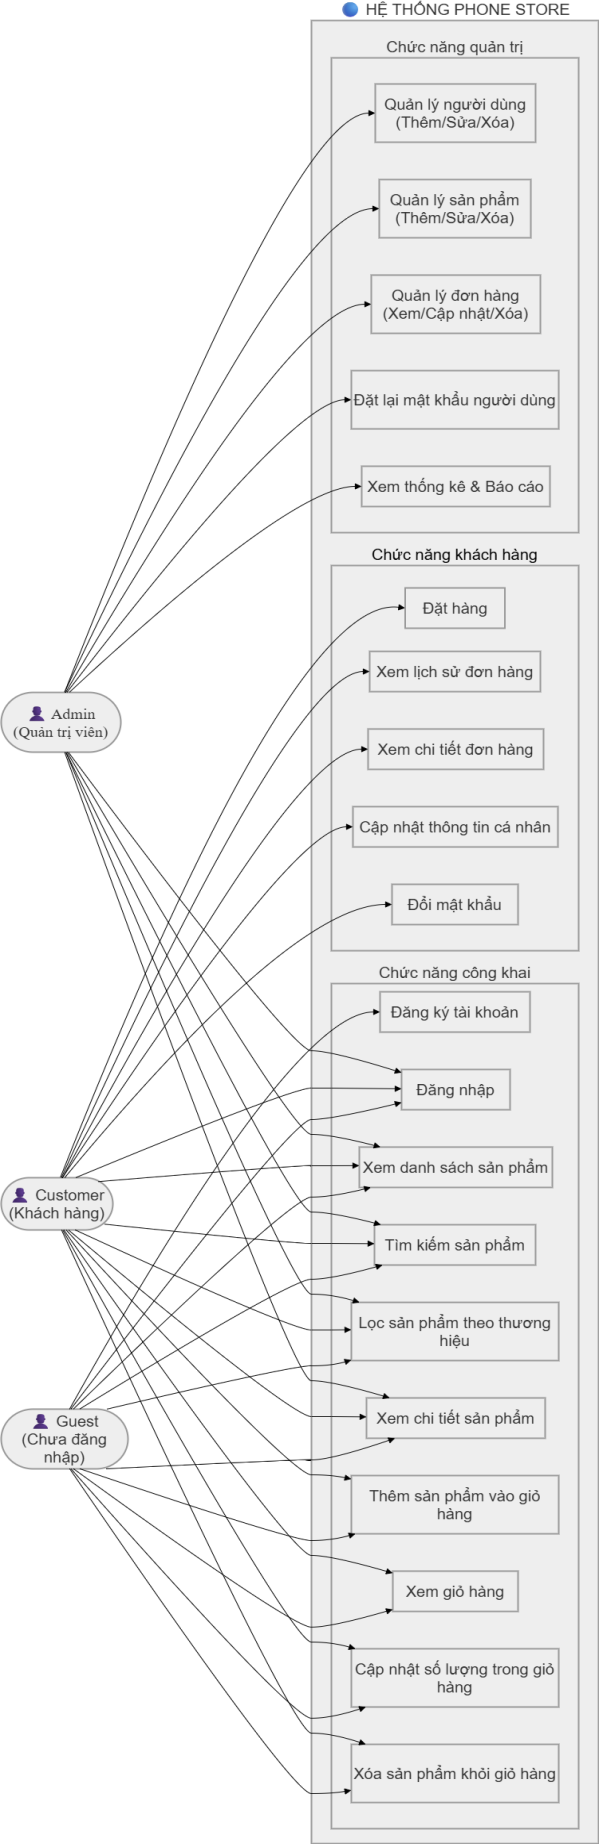 HỆ THỐNG PHONE STORE
Chức năng quản trị
Quản lý người dùng
(Thêm/Sửa/Xóa)
Quản lý sản phẩm
(Thêm/Sửa/Xóa)
Quản lý đơn hàng
(Xem/Cập nhật/Xóa)
Đặt lại mật khẩu người dùng
Xem thống kê & Báo cáo
Chức năng khách hàng
Đặt hàng
Xem lịch sử đơn hàng
Admin
(Quản trị viên)
Xem chi tiết đơn hàng
Cập nhật thông tin cá nhân
Đổi mật khẩu
Chức năng công khai
Đăng ký tài khoản
Đăng nhập
Xem danh sách sản phẩm
Customer
(Khách hàng)
Tìm kiếm sản phẩm
Lọc sản phẩm theo thương
hiệu
Xem chi tiết sản phẩm
Guest
(Chưa đăng
nhập)
Thêm sản phẩm vào giỏ
hàng
Xem giỏ hàng
Cập nhật số lượng trong giỏ
hàng
Xóa sản phẩm khỏi giỏ hàng